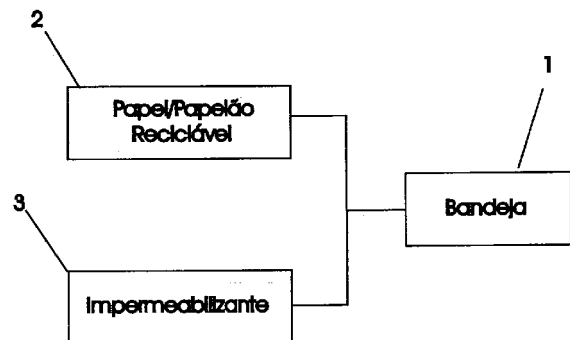 2
1
Papel/Papelão
Reciclável
Bandeja
3
Impermeabilizante